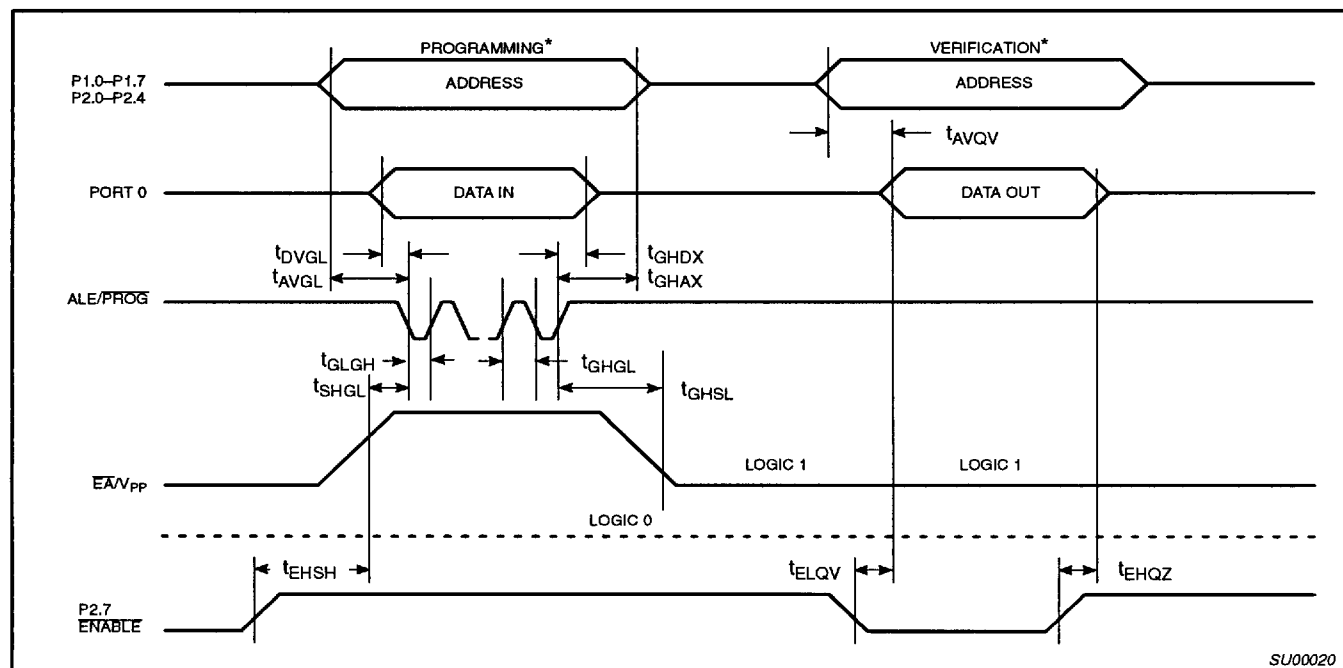 PROGRAMMING*
VERIFICATION*
P1.0–P1.7
P2.0–P2.4
ADDRESS
ADDRESS
tAVQV
PORT 0
DATA IN
DATA OUT
tDVGL
tGHDX
tAVGL
tGHAX
ALE/PROG
tGLGH
tGHGL
tSHGL
tGHSL
EA/VPP
LOGIC 1
LOGIC 1
LOGIC 0
tEHSH
tELQV
tEHQZ
P2.7
ENABLE
SU00020